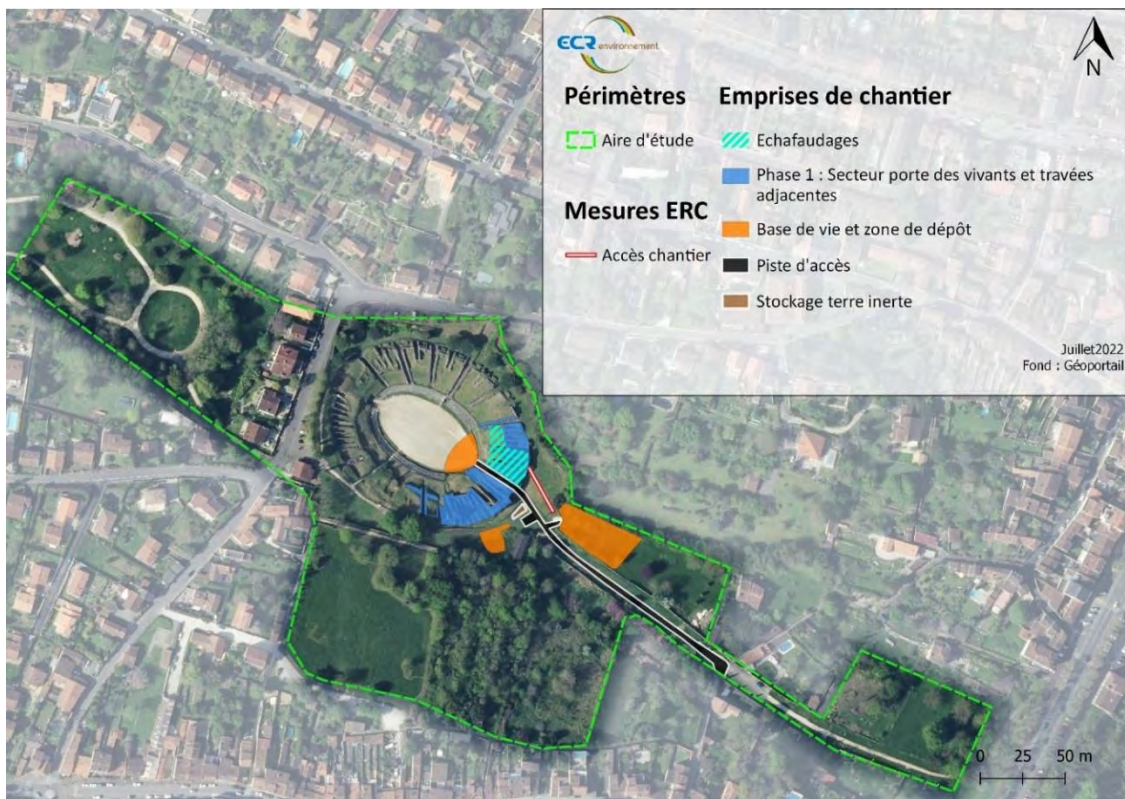 ECR environnement
N
Périmètres
Aire d'étude
Mesures ERC
Accès chantier
Emprises de chantier
Echafaudages
Phase 1 : Secteur porte des vivants et travées
adjacentes
Base de vie et zone de dépôt
Piste d'accès
Stockage terre inerte
Juillet2022
Fond : Géoportail
0 25 50 m